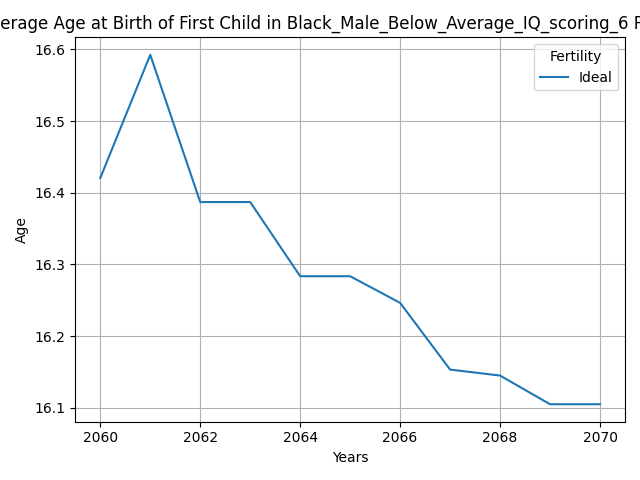 erage Age at Birth of First Child in Black_Male_Below_Average_IQ_scoring_6
Fertility
Ideal
16.6
16.5
16.4
16.3
16.2
16.1
Age
2060
2062
2064
2066
2068
2070
Years